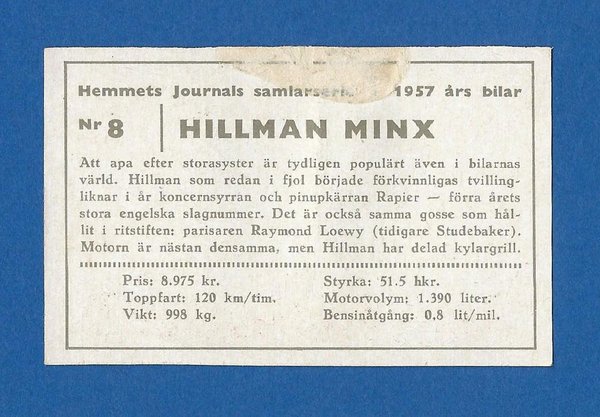 Hemmets Journals samlarserie 1957 års bilar
Nr 8 HILLMAN MINX
Att apa efter storasyster är tydligen populärt även i bilarnas
värld. Hillman som redan i fjol började förkvinnligas tvilling-
liknar i år koncernsyrran och pinupkärran Rapier — förra årets
stora engelska slagnummer. Det är också samma gosse som hål-
lit i ritstiften: parisaren Raymond Loewy (tidigare Studebaker).
Motorn är nästan densamma, men Hillman har delad kylargrill.
Pris: 8.975 kr. Styrka: 51.5 hkr.
Toppfart: 120 km/tim. Motorvolym: 1.390 liter.
Vikt: 998 kg. Bensinåtgång: 0.8 lit/mil.